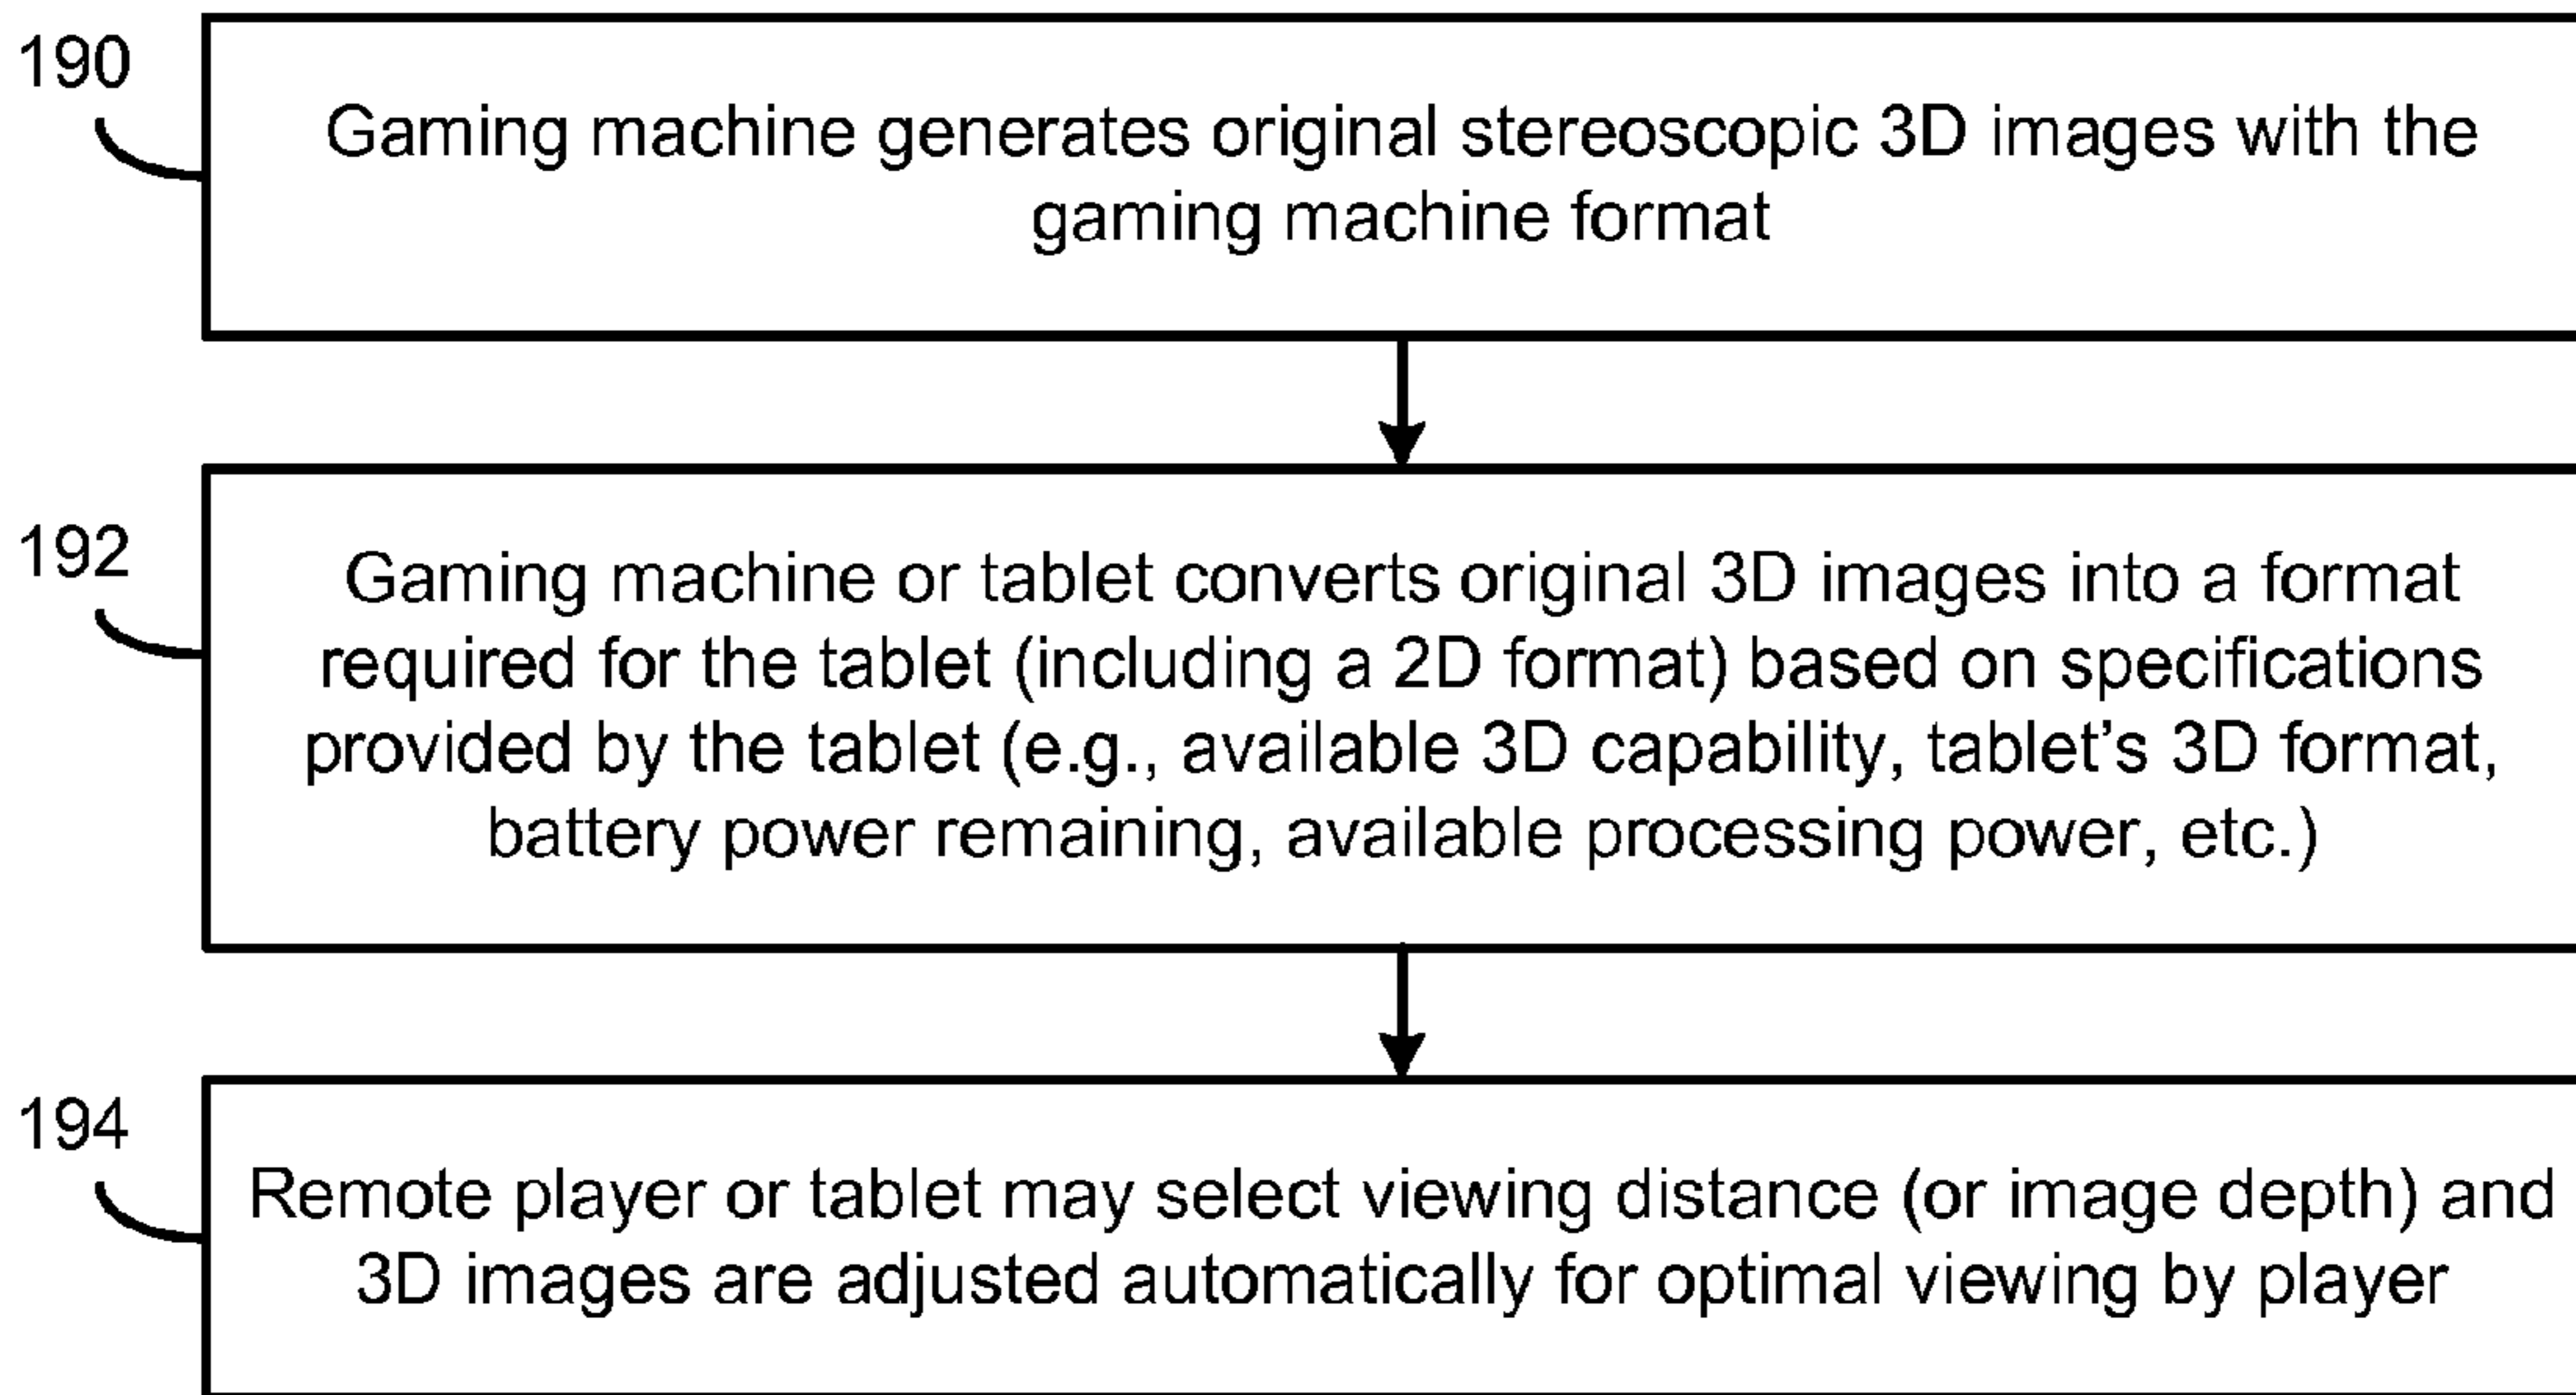 190
Gaming machine generates original stereoscopic 3D images with the
gaming machine format
192
Gaming machine or tablet converts original 3D images into a format
required for the tablet (including a 2D format) based on specifications
provided by the tablet (e.g., available 3D capability, tablet's 3D format,
battery power remaining, available processing power, etc.)
194
Remote player or tablet may select viewing distance (or image depth) and
3D images are adjusted automatically for optimal viewing by player